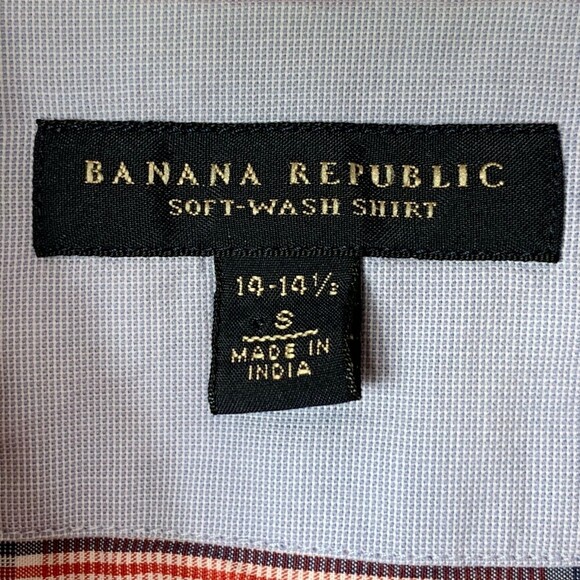 BANANA REPUBLIC
SOFT-WASH SHIRT
14-14½
S
MADE IN
INDIA